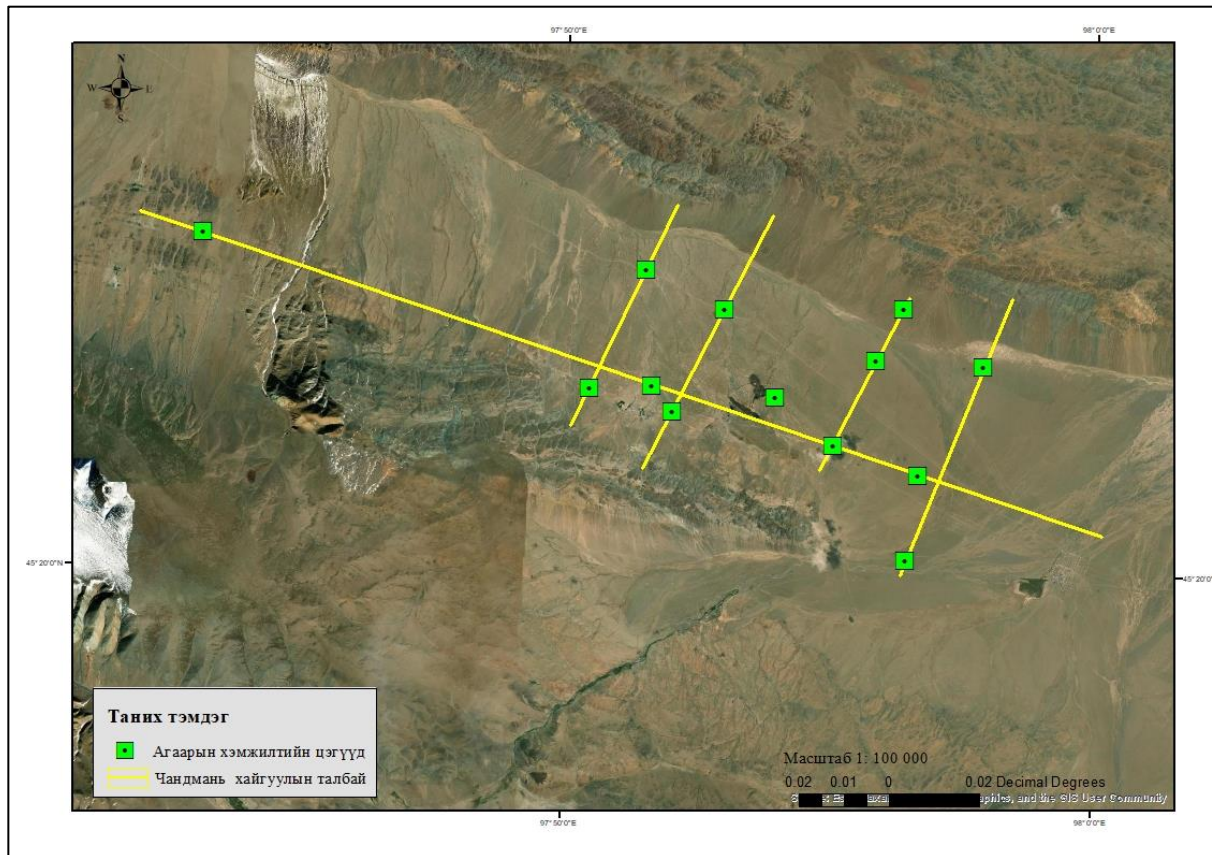 97°50'0"E
98°0'0"E
N
W E
S
45°20'0"N
45°20'0"N
Таних тэмдэг
Агаарын хэмжилтийн цэгүүд
Чандмань хайгуулын талбай
Масштаб 1: 100 000
0.02 0.01 0 0.02 Decimal Degrees
and the GIS User Community
97°50'0"E
98°0'0"E